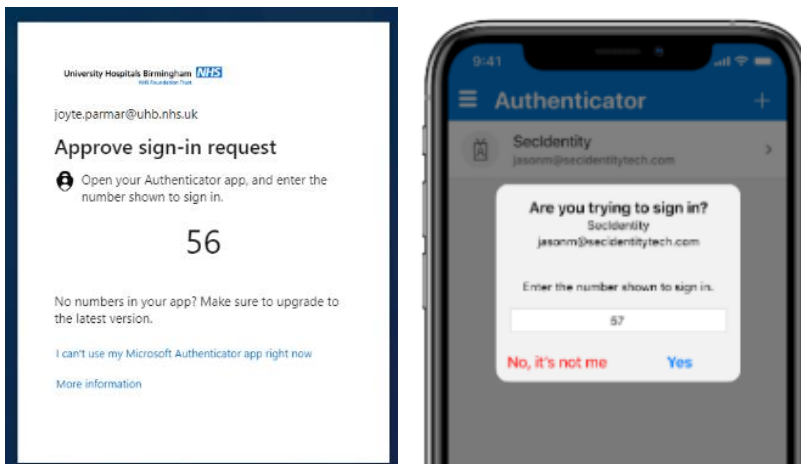 University Hospitals Birmingham NHS
NHS Foundation Trust
joyte.parmar@uhb.nhs.uk
Approve sign-in request
Open your Authenticator app, and enter the
number shown to sign in.
56
No numbers in your app? Make sure to upgrade to
the latest version.
I can't use my Microsoft Authenticator app right now
More information
9:41
Authenticator
SecIdentity
jasonm@secidentitytech.com
Are you trying to sign in?
SecIdentity
jasonm@secidentitytech.com
Enter the number shown to sign in.
57
No, it's not me Yes